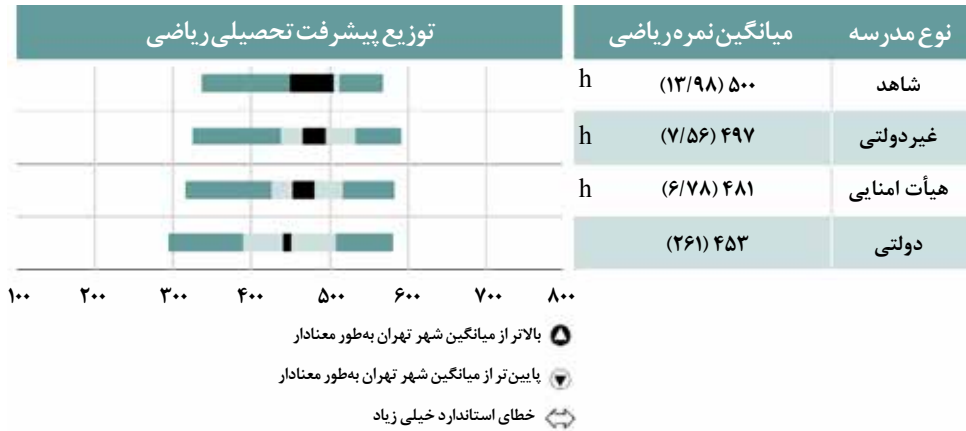 نوع مدرسه میانگین نمره ریاضی توزیع پیشرفت تحصیلی ریاضی
شاهد ۵۰۰ (۱۳/۹۸) h
غیردولتی ۴۹۷ (۷/۵۶) h
هیأت امنایی ۴۸۱ (۶/۷۸) h
دولتی ۴۵۳ (۲۶۱)
۱۰۰ ۲۰۰ ۳۰۰ ۴۰۰ ۵۰۰ ۶۰۰ ۷۰۰ ۸۰۰
بالاتر از میانگین شهر تهران به‌طور معنادار
پایین‌تر از میانگین شهر تهران به‌طور معنادار
خطای استاندارد خیلی زیاد